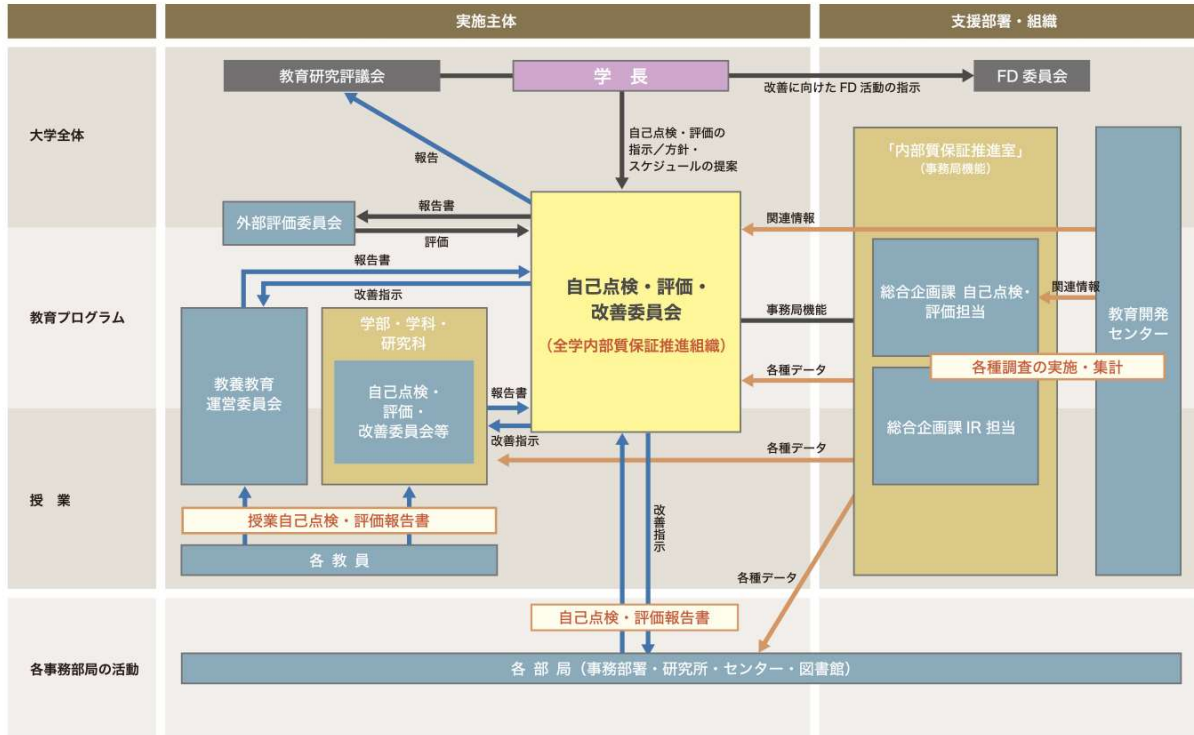 実施主体
支援部署・組織
大学全体
教育研究評議会
学　長
改善に向けた FD 活動の指示
FD 委員会
報告
自己点検・評価の
指示／方針・
スケジュールの提案
「内部質保証推進室」
（事務局機能）
外部評価委員会
報告書
評価
関連情報
教育プログラム
報告書
改善指示
自己点検・評価・
改善委員会
（全学内部質保証推進組織）
事務局機能
各種データ
総合企画課 自己点検・
評価担当
関連情報
教育開発
センター
各種調査の実施・集計
総合企画課 IR 担当
教養教育
運営委員会
学部・学科・
研究科
自己点検・
評価・
改善委員会等
報告書
改善指示
各種データ
授　業
授業自己点検・評価報告書
各 教 員
改善指示
各種データ
自己点検・評価報告書
各事務部局の活動
各 部 局（事務部署・研究所・センター・図書館）